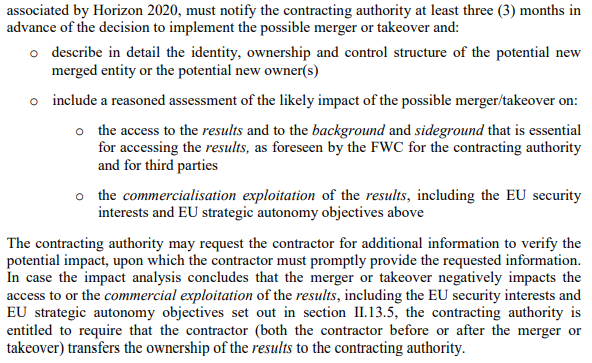 associated by Horizon 2020, must notify the contracting authority at least three (3) months in
advance of the decision to implement the possible merger or takeover and:
o describe in detail the identity, ownership and control structure of the potential new
merged entity or the potential new owner(s)
o include a reasoned assessment of the likely impact of the possible merger/takeover on:
o the access to the results and to the background and sideground that is essential
for accessing the results, as foreseen by the FWC for the contracting authority
and for third parties
o the commercialisation exploitation of the results, including the EU security
interests and EU strategic autonomy objectives above
The contracting authority may request the contractor for additional information to verify the
potential impact, upon which the contractor must promptly provide the requested information.
In case the impact analysis concludes that the merger or takeover negatively impacts the
access to or the commercial exploitation of the results, including the EU security interests and
EU strategic autonomy objectives set out in section II.13.5, the contracting authority is
entitled to require that the contractor (both the contractor before or after the merger or
takeover) transfers the ownership of the results to the contracting authority.